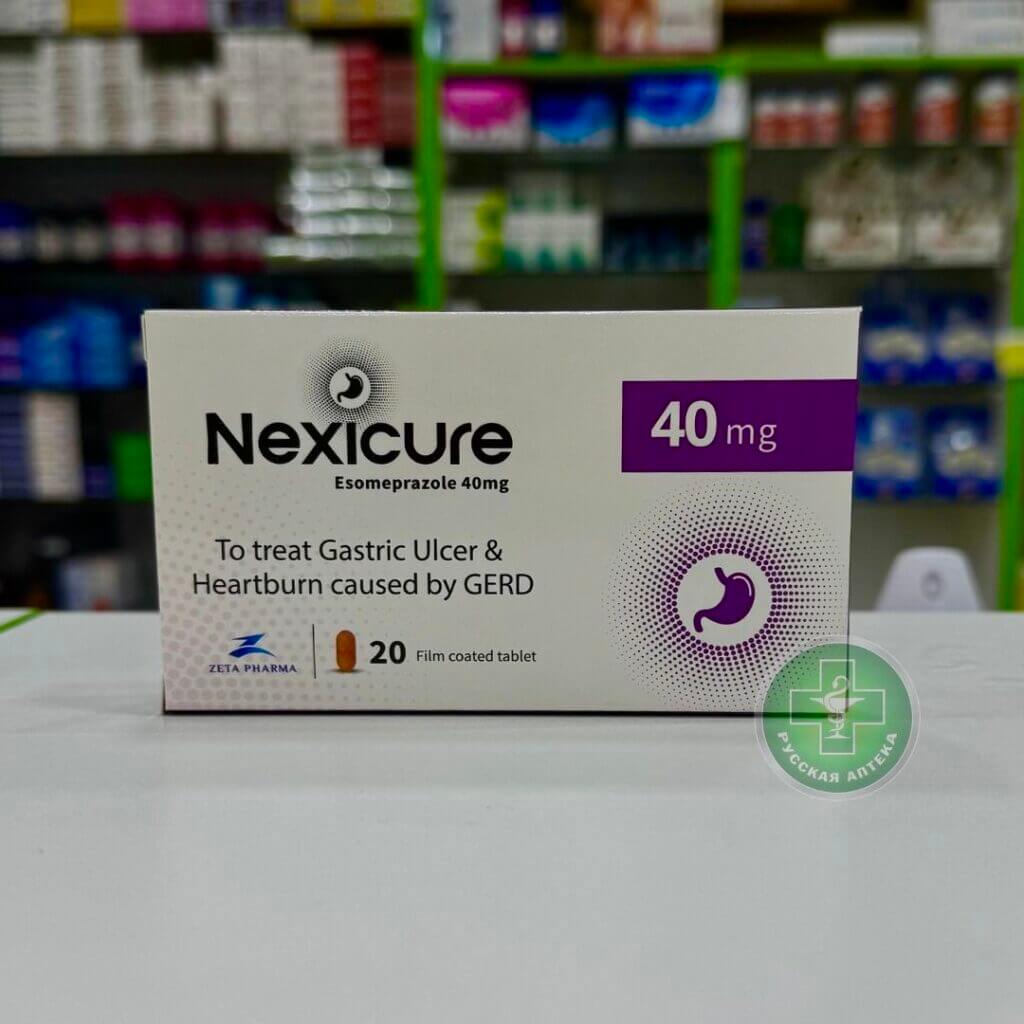 Nexicure
Esomeprazole 40mg
40 mg
To treat Gastric Ulcer &
Heartburn caused by GERD
ZETA PHARMA
20 Film coated tablet
РУССКАЯ АПТЕКА